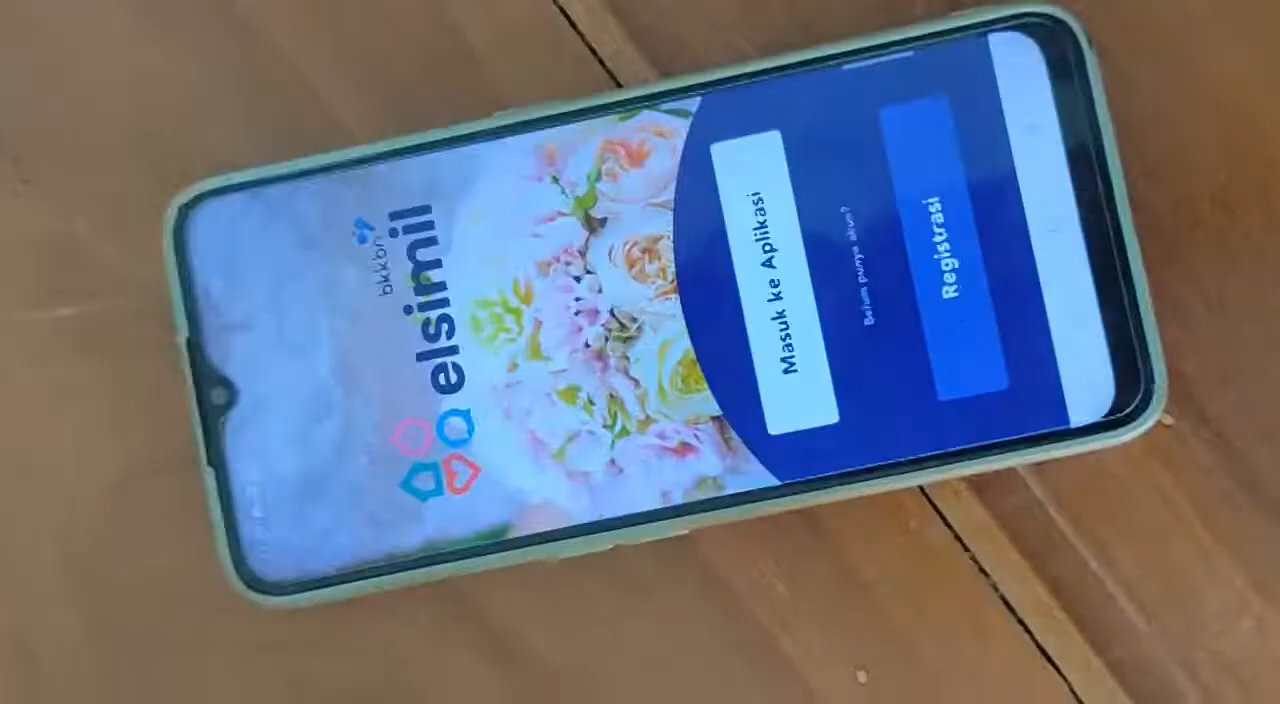 bkkbn
elsimil
Masuk ke Aplikasi
Belum punya akun?
Registrasi